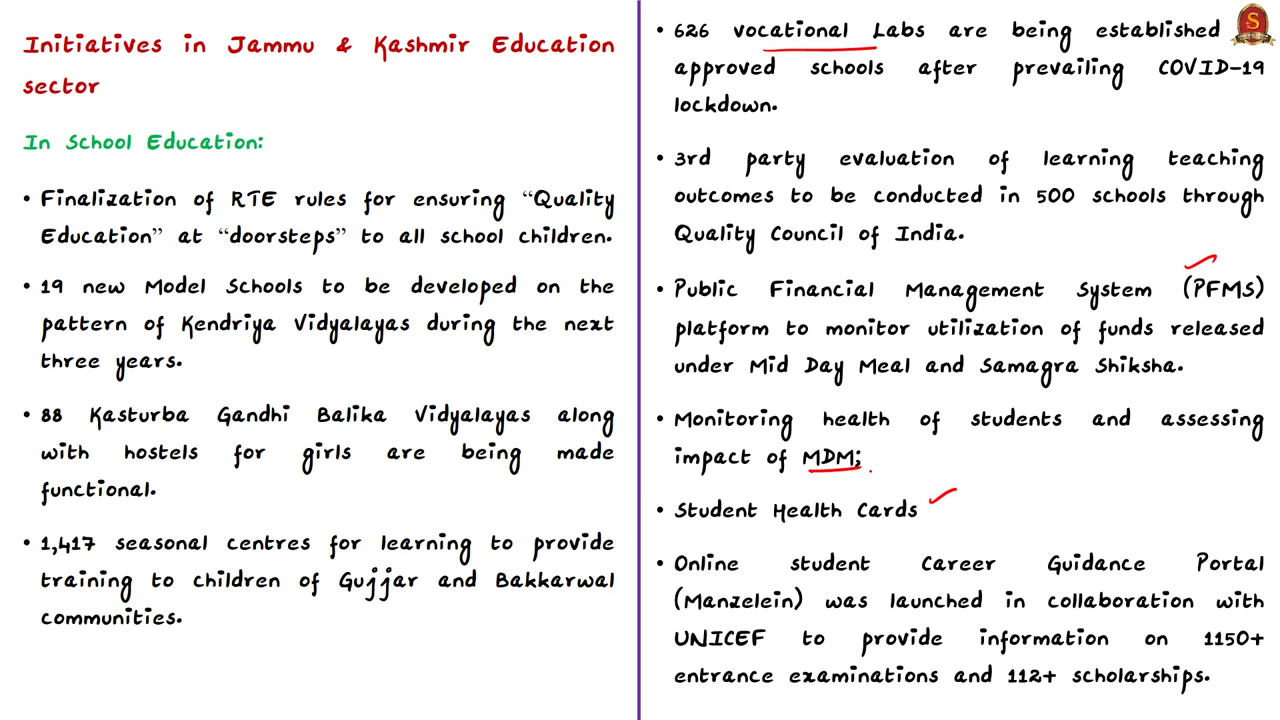 Initiatives in Jammu & Kashmir Education
sector
In School Education:
• Finalization of RTE rules for ensuring “Quality
Education” at “doorsteps” to all school children.
• 19 new Model Schools to be developed on the
pattern of Kendriya Vidyalayas during the next
three years.
• 88 Kasturba Gandhi Balika Vidyalayas along
with hostels for girls are being made
functional.
• 1,417 seasonal centres for learning to provide
training to children of Gujjar and Bakkarwal
communities.
• 626 vocational Labs are being established
approved schools after prevailing COVID-19
lockdown.
• 3rd party evaluation of learning teaching
outcomes to be conducted in 500 schools through
Quality Council of India.
• Public Financial Management System (PFMS)
platform to monitor utilization of funds released
under Mid Day Meal and Samagra Shiksha.
• Monitoring health of students and assessing
impact of MDM;
• Student Health Cards
• Online student Career Guidance Portal
(Manzelein) was launched in collaboration with
UNICEF to provide information on 1150+
entrance examinations and 112+ scholarships.
S